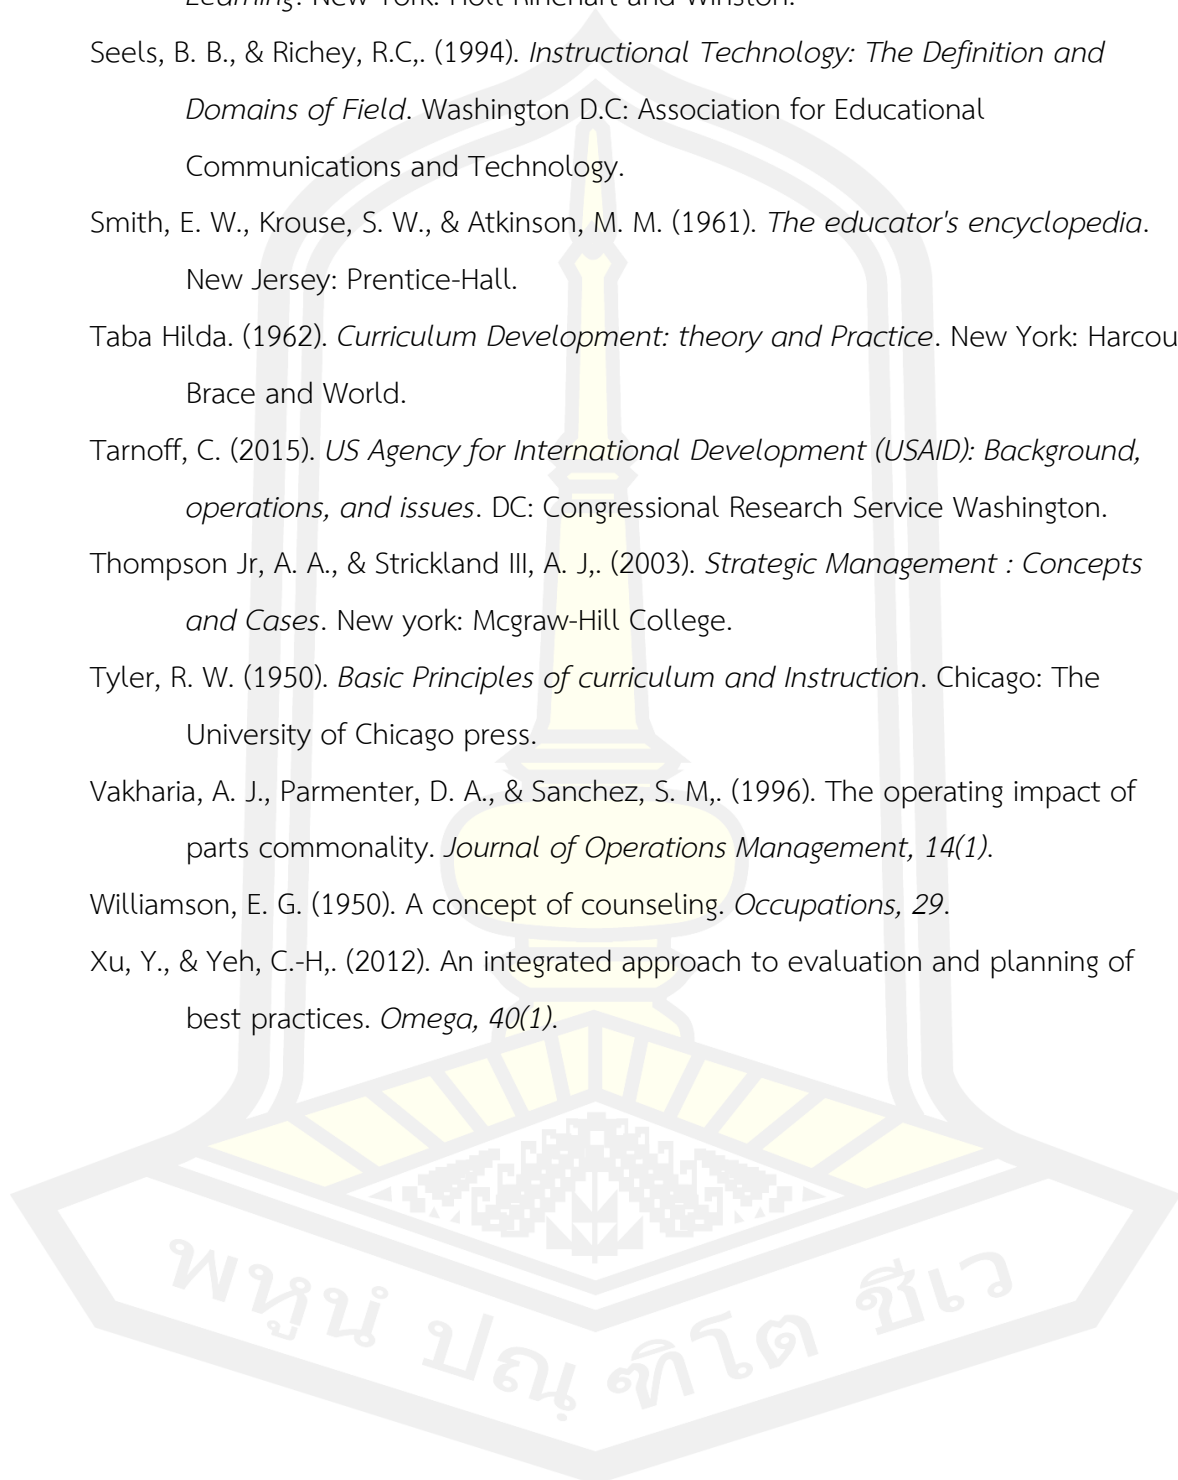 Learning. New York: Holt Rinehart and Winston.
Seels, B. B., & Richey, R.C,. (1994). Instructional Technology: The Definition and
Domains of Field. Washington D.C: Association for Educational
Communications and Technology.
Smith, E. W., Krouse, S. W., & Atkinson, M. M. (1961). The educator's encyclopedia.
New Jersey: Prentice-Hall.
Taba Hilda. (1962). Curriculum Development: theory and Practice. New York: Harcou
Brace and World.
Tarnoff, C. (2015). US Agency for International Development (USAID): Background,
operations, and issues. DC: Congressional Research Service Washington.
Thompson Jr, A. A., & Strickland III, A. J,. (2003). Strategic Management : Concepts
and Cases. New york: Mcgraw-Hill College.
Tyler, R. W. (1950). Basic Principles of curriculum and Instruction. Chicago: The
University of Chicago press.
Vakharia, A. J., Parmenter, D. A., & Sanchez, S. M,. (1996). The operating impact of
parts commonality. Journal of Operations Management, 14(1).
Williamson, E. G. (1950). A concept of counseling. Occupations, 29.
Xu, Y., & Yeh, C.-H,. (2012). An integrated approach to evaluation and planning of
best practices. Omega, 40(1).
พหูนํ ปณฺฑิโต ชีเว